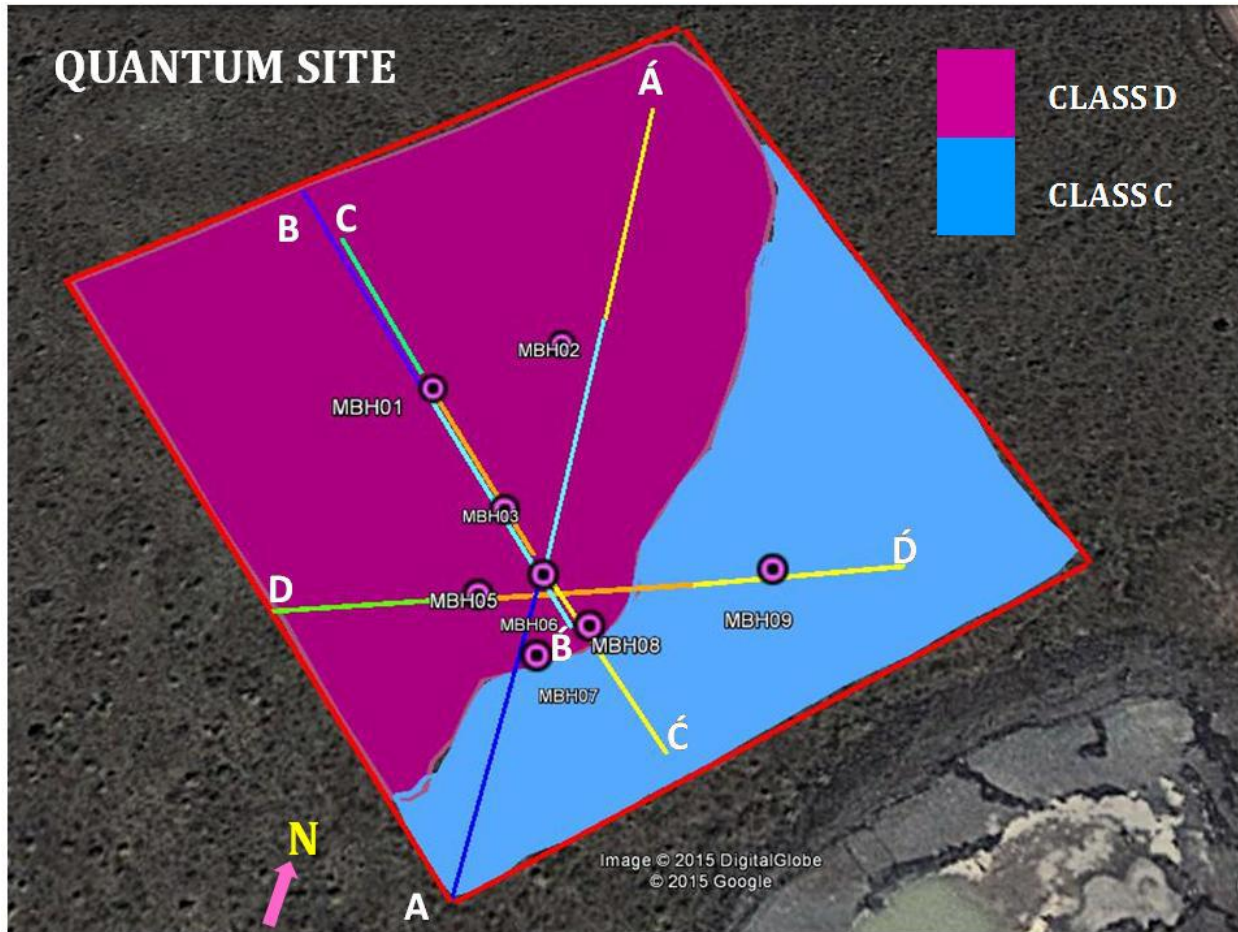 QUANTUM SITE
Á
CLASS D
CLASS C
B
C
MBH02
MBH01
MBH03
D
MBH05
D́
MBH06
B́
MBH08
MBH09
MBH07
Ć
N
A
Image © 2015 DigitalGlobe
© 2015 Google